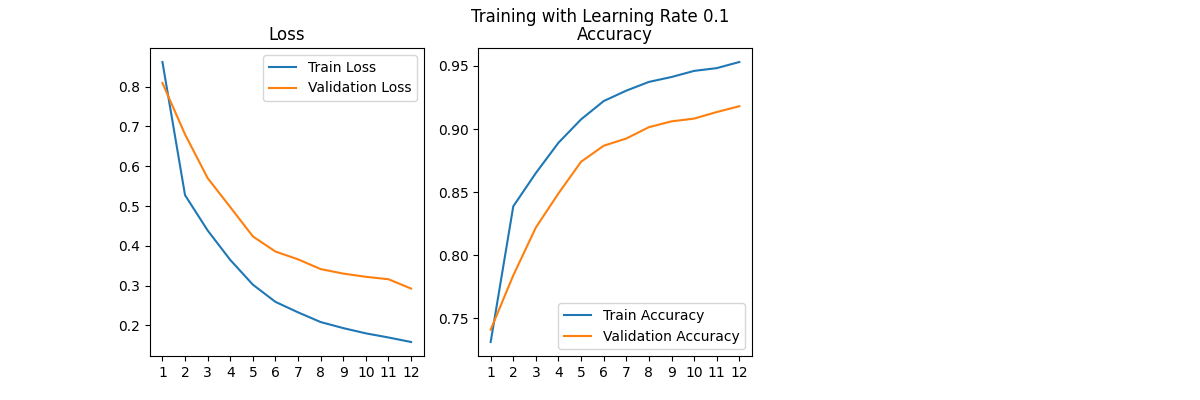 Training with Learning Rate 0.1
Loss
Train Loss
Validation Loss
0.8
0.7
0.6
0.5
0.4
0.3
0.2
1 2 3 4 5 6 7 8 9 10 11 12
Accuracy
0.95
0.90
0.85
0.80
0.75
Train Accuracy
Validation Accuracy
1 2 3 4 5 6 7 8 9 10 11 12